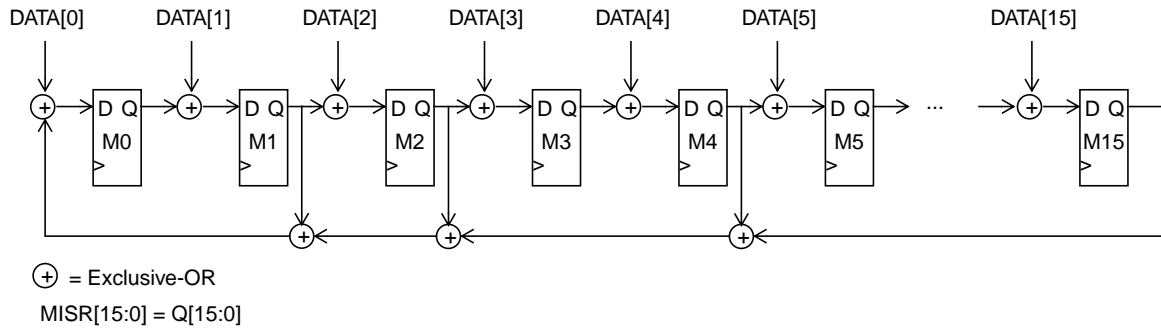 DATA[0] DATA[1] DATA[2] DATA[3] DATA[4] DATA[5] DATA[15]
+ D Q + D Q + D Q + D Q + D Q + D Q ... + D Q
M0 M1 M2 M3 M4 M5 M15
+ + +
+ = Exclusive-OR
MISR[15:0] = Q[15:0]